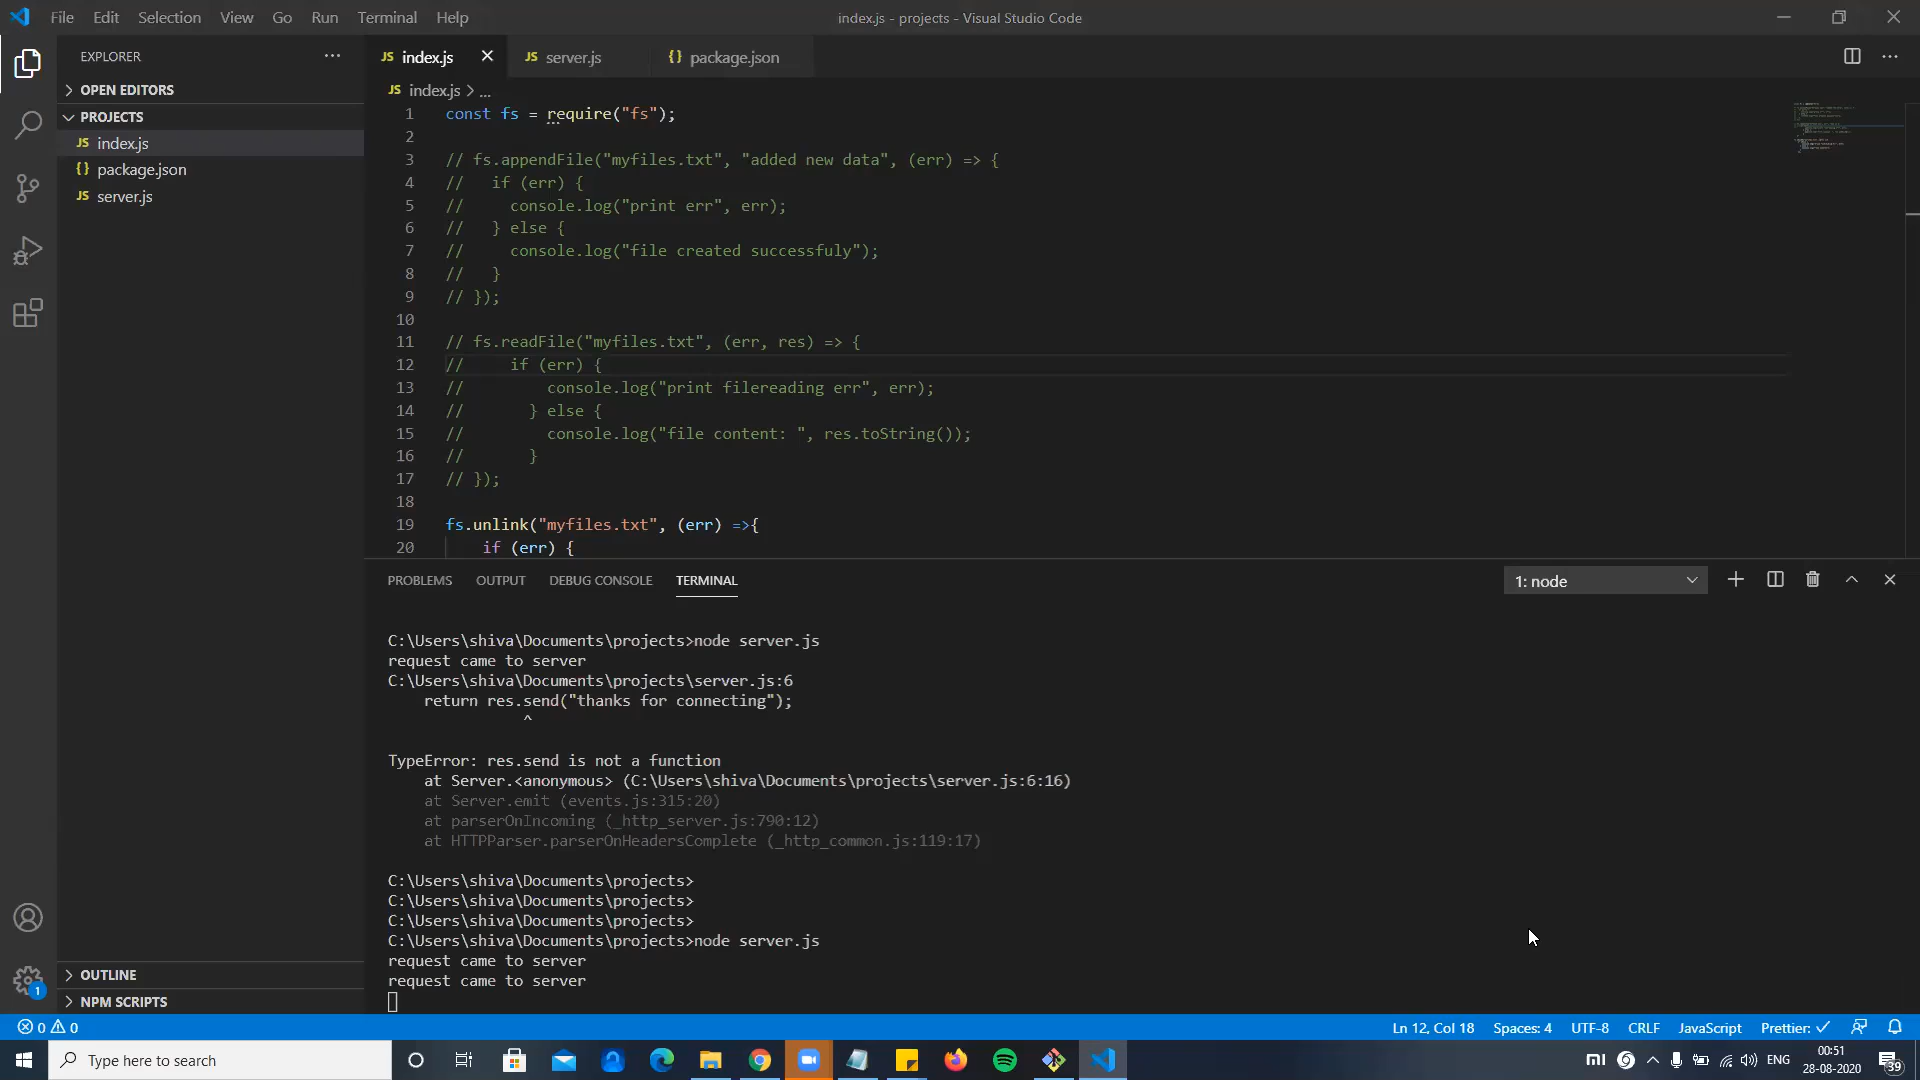 File Edit Selection View Go Run Terminal Help
index.js - projects - Visual Studio Code
EXPLORER
OPEN EDITORS
PROJECTS
JS index.js
{} package.json
JS server.js
OUTLINE
NPM SCRIPTS
JS index.js
JS server.js
{} package.json
JS index.js > ...
1 const fs = require("fs");
2
3 // fs.appendFile("myfiles.txt", "added new data", (err) => {
4 //   if (err) {
5 //     console.log("print err", err);
6 //   } else {
7 //     console.log("file created successfuly");
8 //   }
9 // });
10
11 // fs.readFile("myfiles.txt", (err, res) => {
12 //     if (err) {
13 //         console.log("print filereading err", err);
14 //       } else {
15 //         console.log("file content: ", res.toString());
16 //       }
17 // });
18
19 fs.unlink("myfiles.txt", (err) =>{
20     if (err) {
PROBLEMS OUTPUT DEBUG CONSOLE TERMINAL
1: node
C:\Users\shiva\Documents\projects>node server.js
request came to server
C:\Users\shiva\Documents\projects\server.js:6
    return res.send("thanks for connecting");
               ^
TypeError: res.send is not a function
    at Server.<anonymous> (C:\Users\shiva\Documents\projects\server.js:6:16)
    at Server.emit (events.js:315:20)
    at parserOnIncoming (_http_server.js:790:12)
    at HTTPParser.parserOnHeadersComplete (_http_common.js:119:17)
C:\Users\shiva\Documents\projects>
C:\Users\shiva\Documents\projects>
C:\Users\shiva\Documents\projects>
C:\Users\shiva\Documents\projects>node server.js
request came to server
request came to server
1
0 0
Ln 12, Col 18 Spaces: 4 UTF-8 CRLF JavaScript Prettier: ✓
Type here to search
mi
ENG
00:51
28-08-2020
39